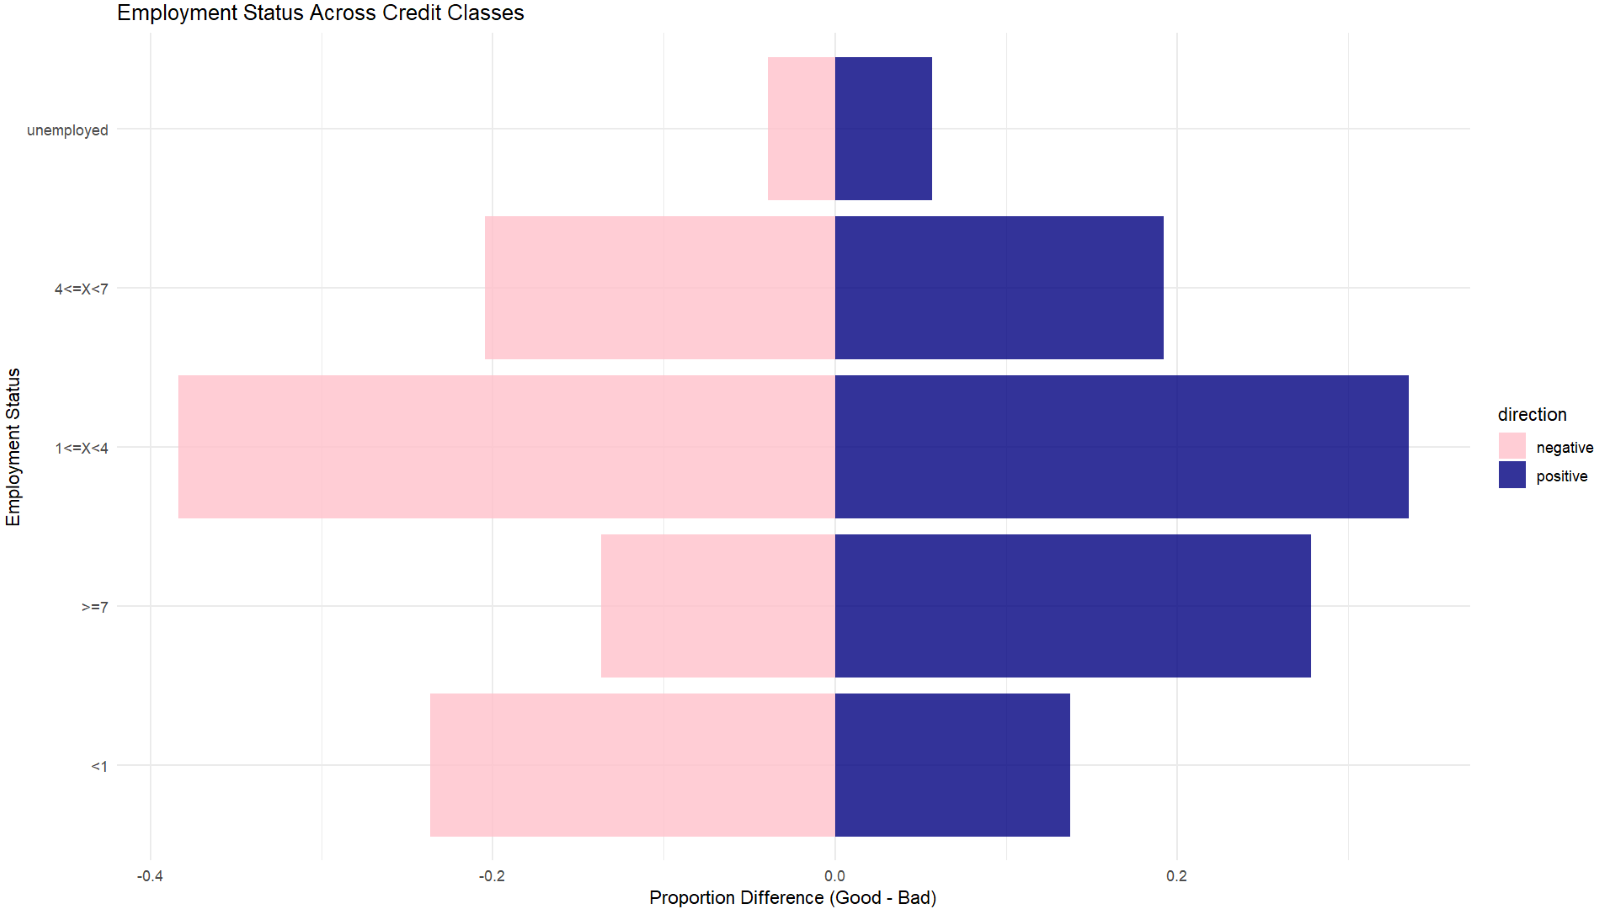 Employment Status Across Credit Classes
Employment Status
unemployed
4<=X<7
1<=X<4
>=7
<1
-0.4
-0.2
0.0
0.2
Proportion Difference (Good - Bad)
direction
negative
positive